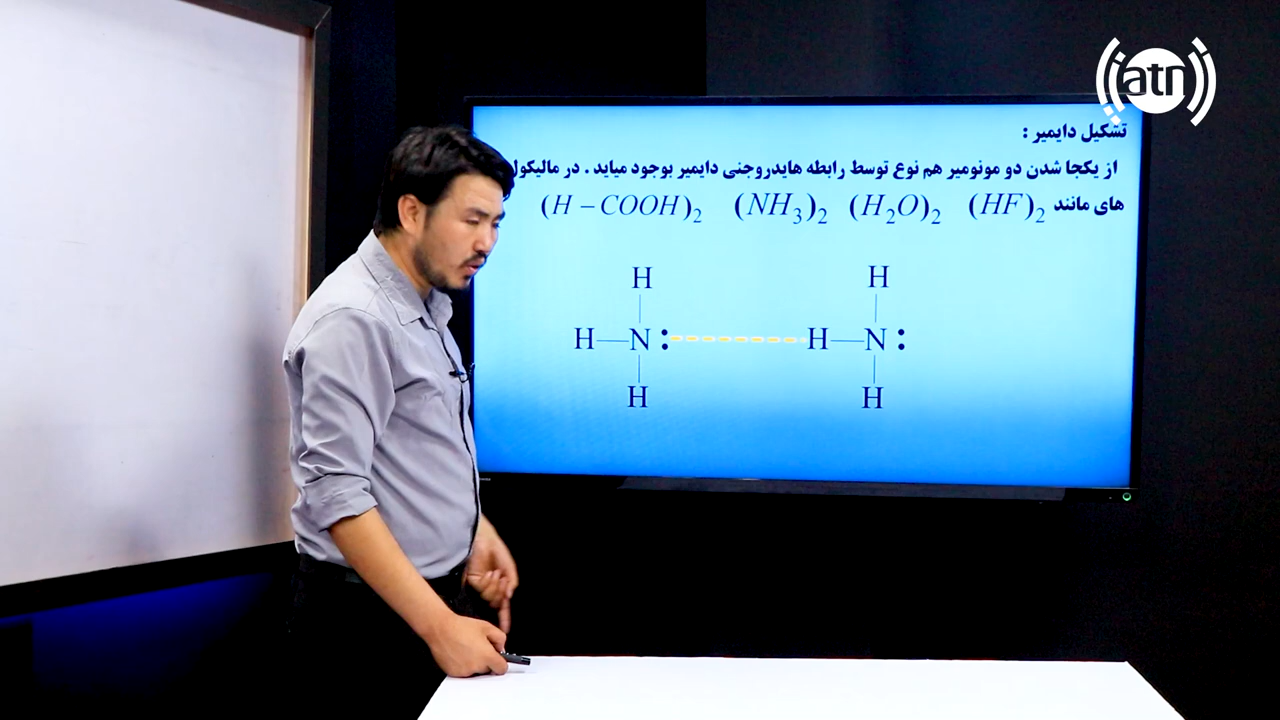 atn
تشکیل دایمیر :
از یکجا شدن دو مونومیر هم نوع توسط رابطه هایدروجنی دایمیر بوجود میاید . در مالیکول
های مانند (HF)₂ (H₂O)₂ (NH₃)₂ (H – COOH)₂
H H
H—N: H—N:
H H